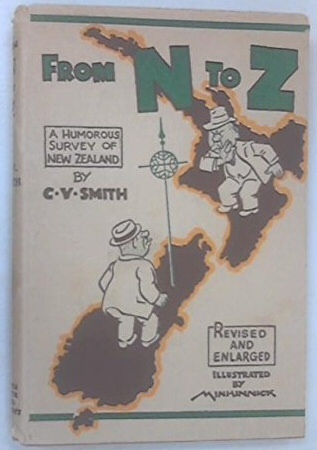 FROM N TO Z
A HUMOROUS
SURVEY OF
NEW ZEALAND
BY
C·V·SMITH
REVISED
AND
ENLARGED
ILLUSTRATED
BY
MINHINNICK